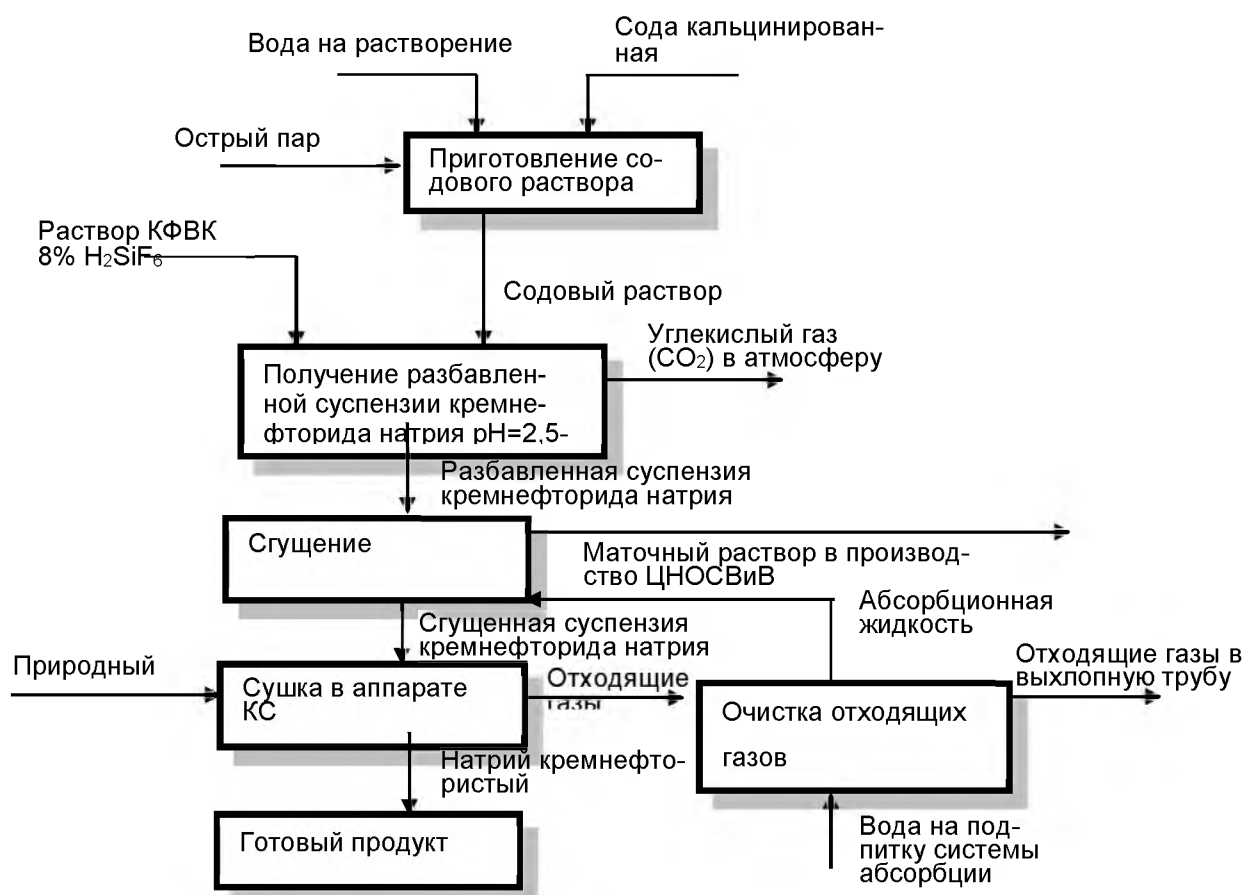 Вода на растворение
Сода кальцинирован-
ная
Острый пар
Приготовление со-
дового раствора
Раствор КФВК
8% H₂SiF₆
Содовый раствор
Углекислый газ
(CO₂) в атмосферу
Получение разбавлен-
ной суспензии кремне-
фторида натрия pH=2,5-
Разбавленная суспензия
кремнефторида натрия
Сгущение
Маточный раствор в производ-
ство ЦНОСВиВ
Абсорбционная
жидкость
Сгущенная суспензия
кремнефторида натрия
Природный
Сушка в аппарате
КС
Отходящие
газы
Отходящие газы в
выхлопную трубу
Очистка отходящих
газов
Натрий кремнефто-
ристый
Готовый продукт
Вода на под-
питку системы
абсорбции